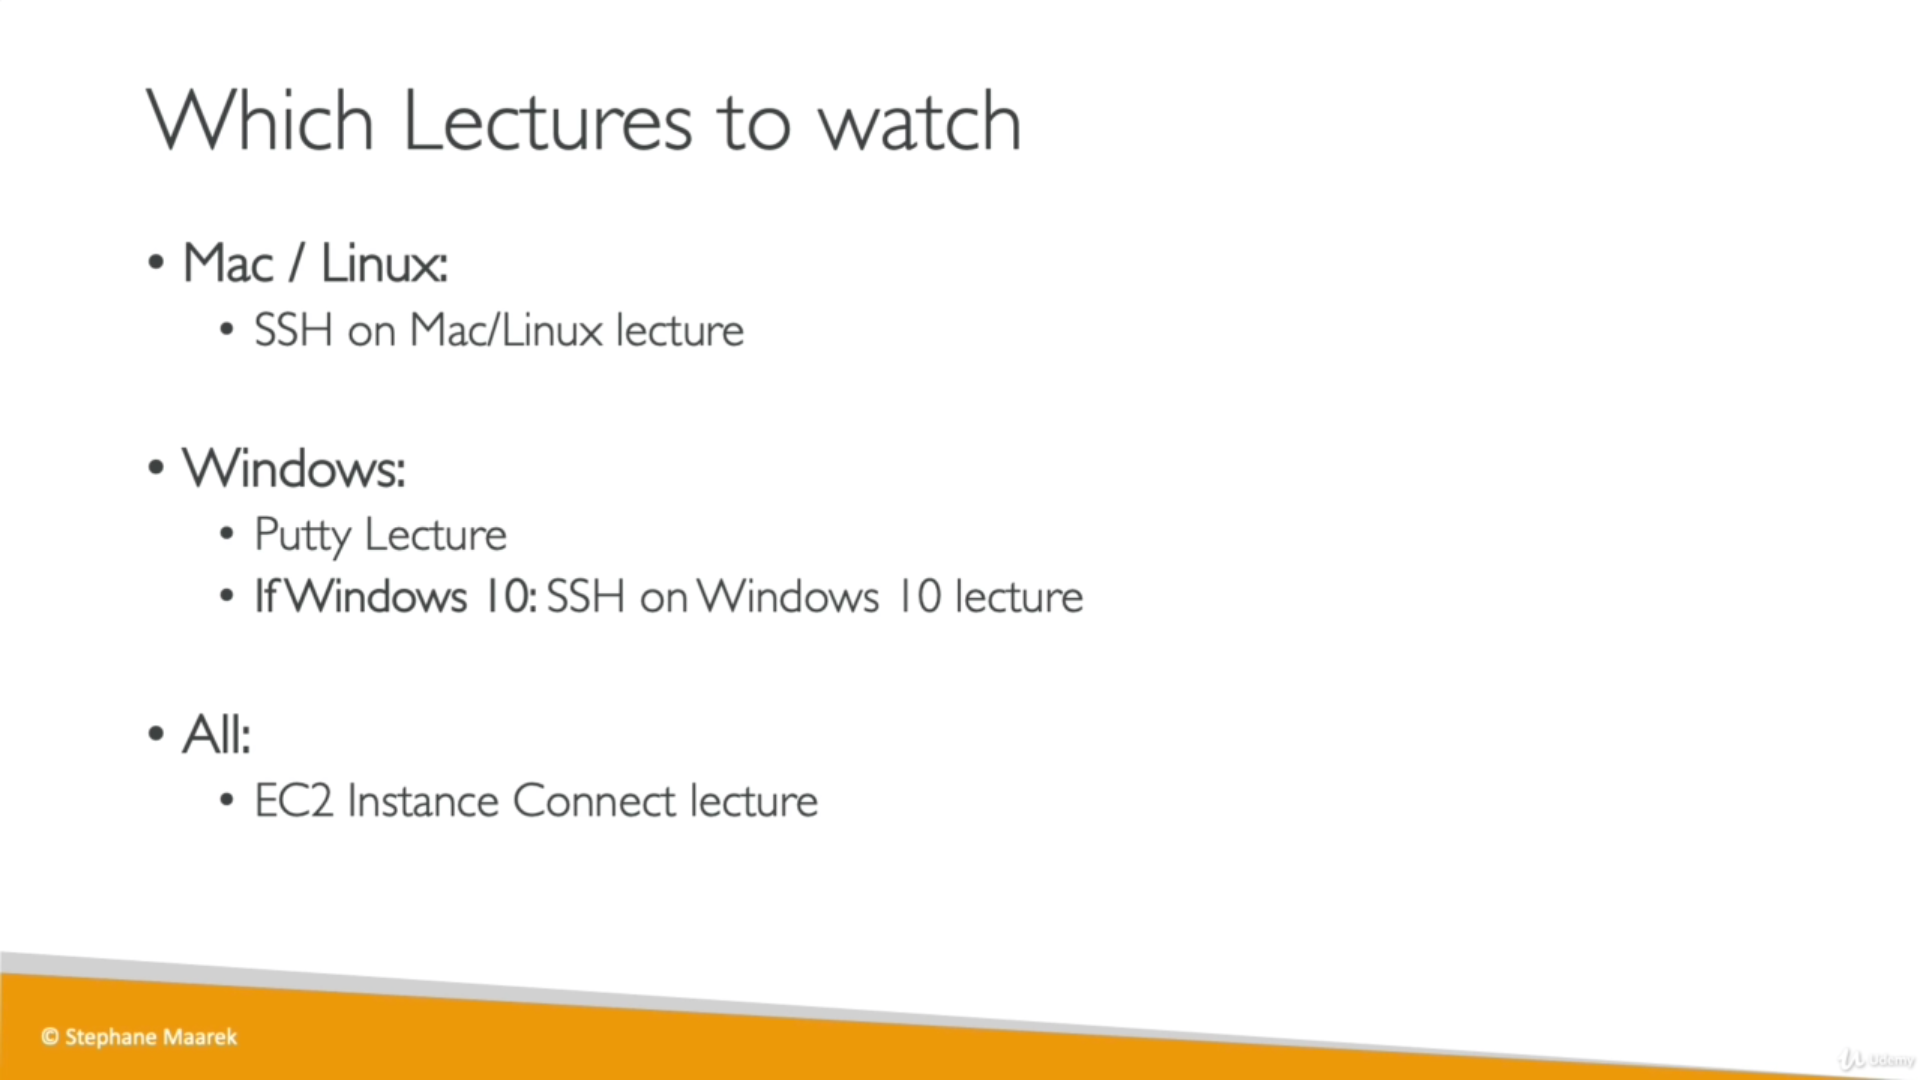 Which Lectures to watch
• Mac / Linux:
• SSH on Mac/Linux lecture
• Windows:
• Putty Lecture
• If Windows 10: SSH on Windows 10 lecture
• All:
• EC2 Instance Connect lecture
© Stephane Maarek
Udemy